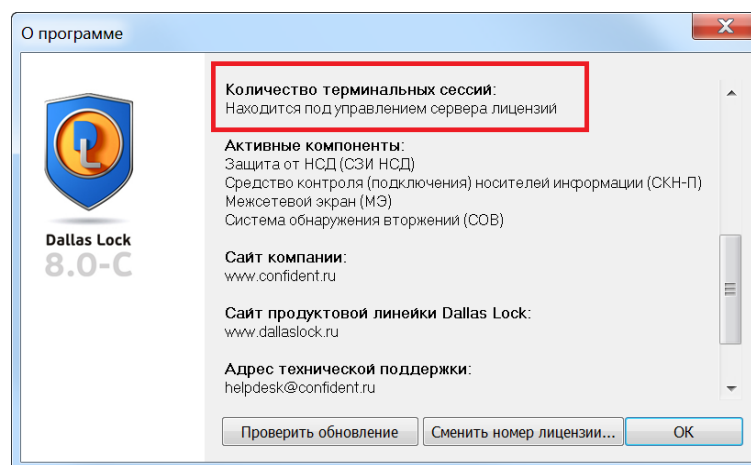 О программе
Количество терминальных сессий:
Находится под управлением сервера лицензий
Активные компоненты:
Защита от НСД (СЗИ НСД)
Средство контроля (подключения) носителей информации (СКН-П)
Межсетевой экран (МЭ)
Система обнаружения вторжений (СОВ)
Сайт компании:
www.confident.ru
Сайт продуктовой линейки Dallas Lock:
www.dallaslock.ru
Адрес технической поддержки:
helpdesk@confident.ru
Dallas Lock
8.0-C
Проверить обновление
Сменить номер лицензии...
ОК